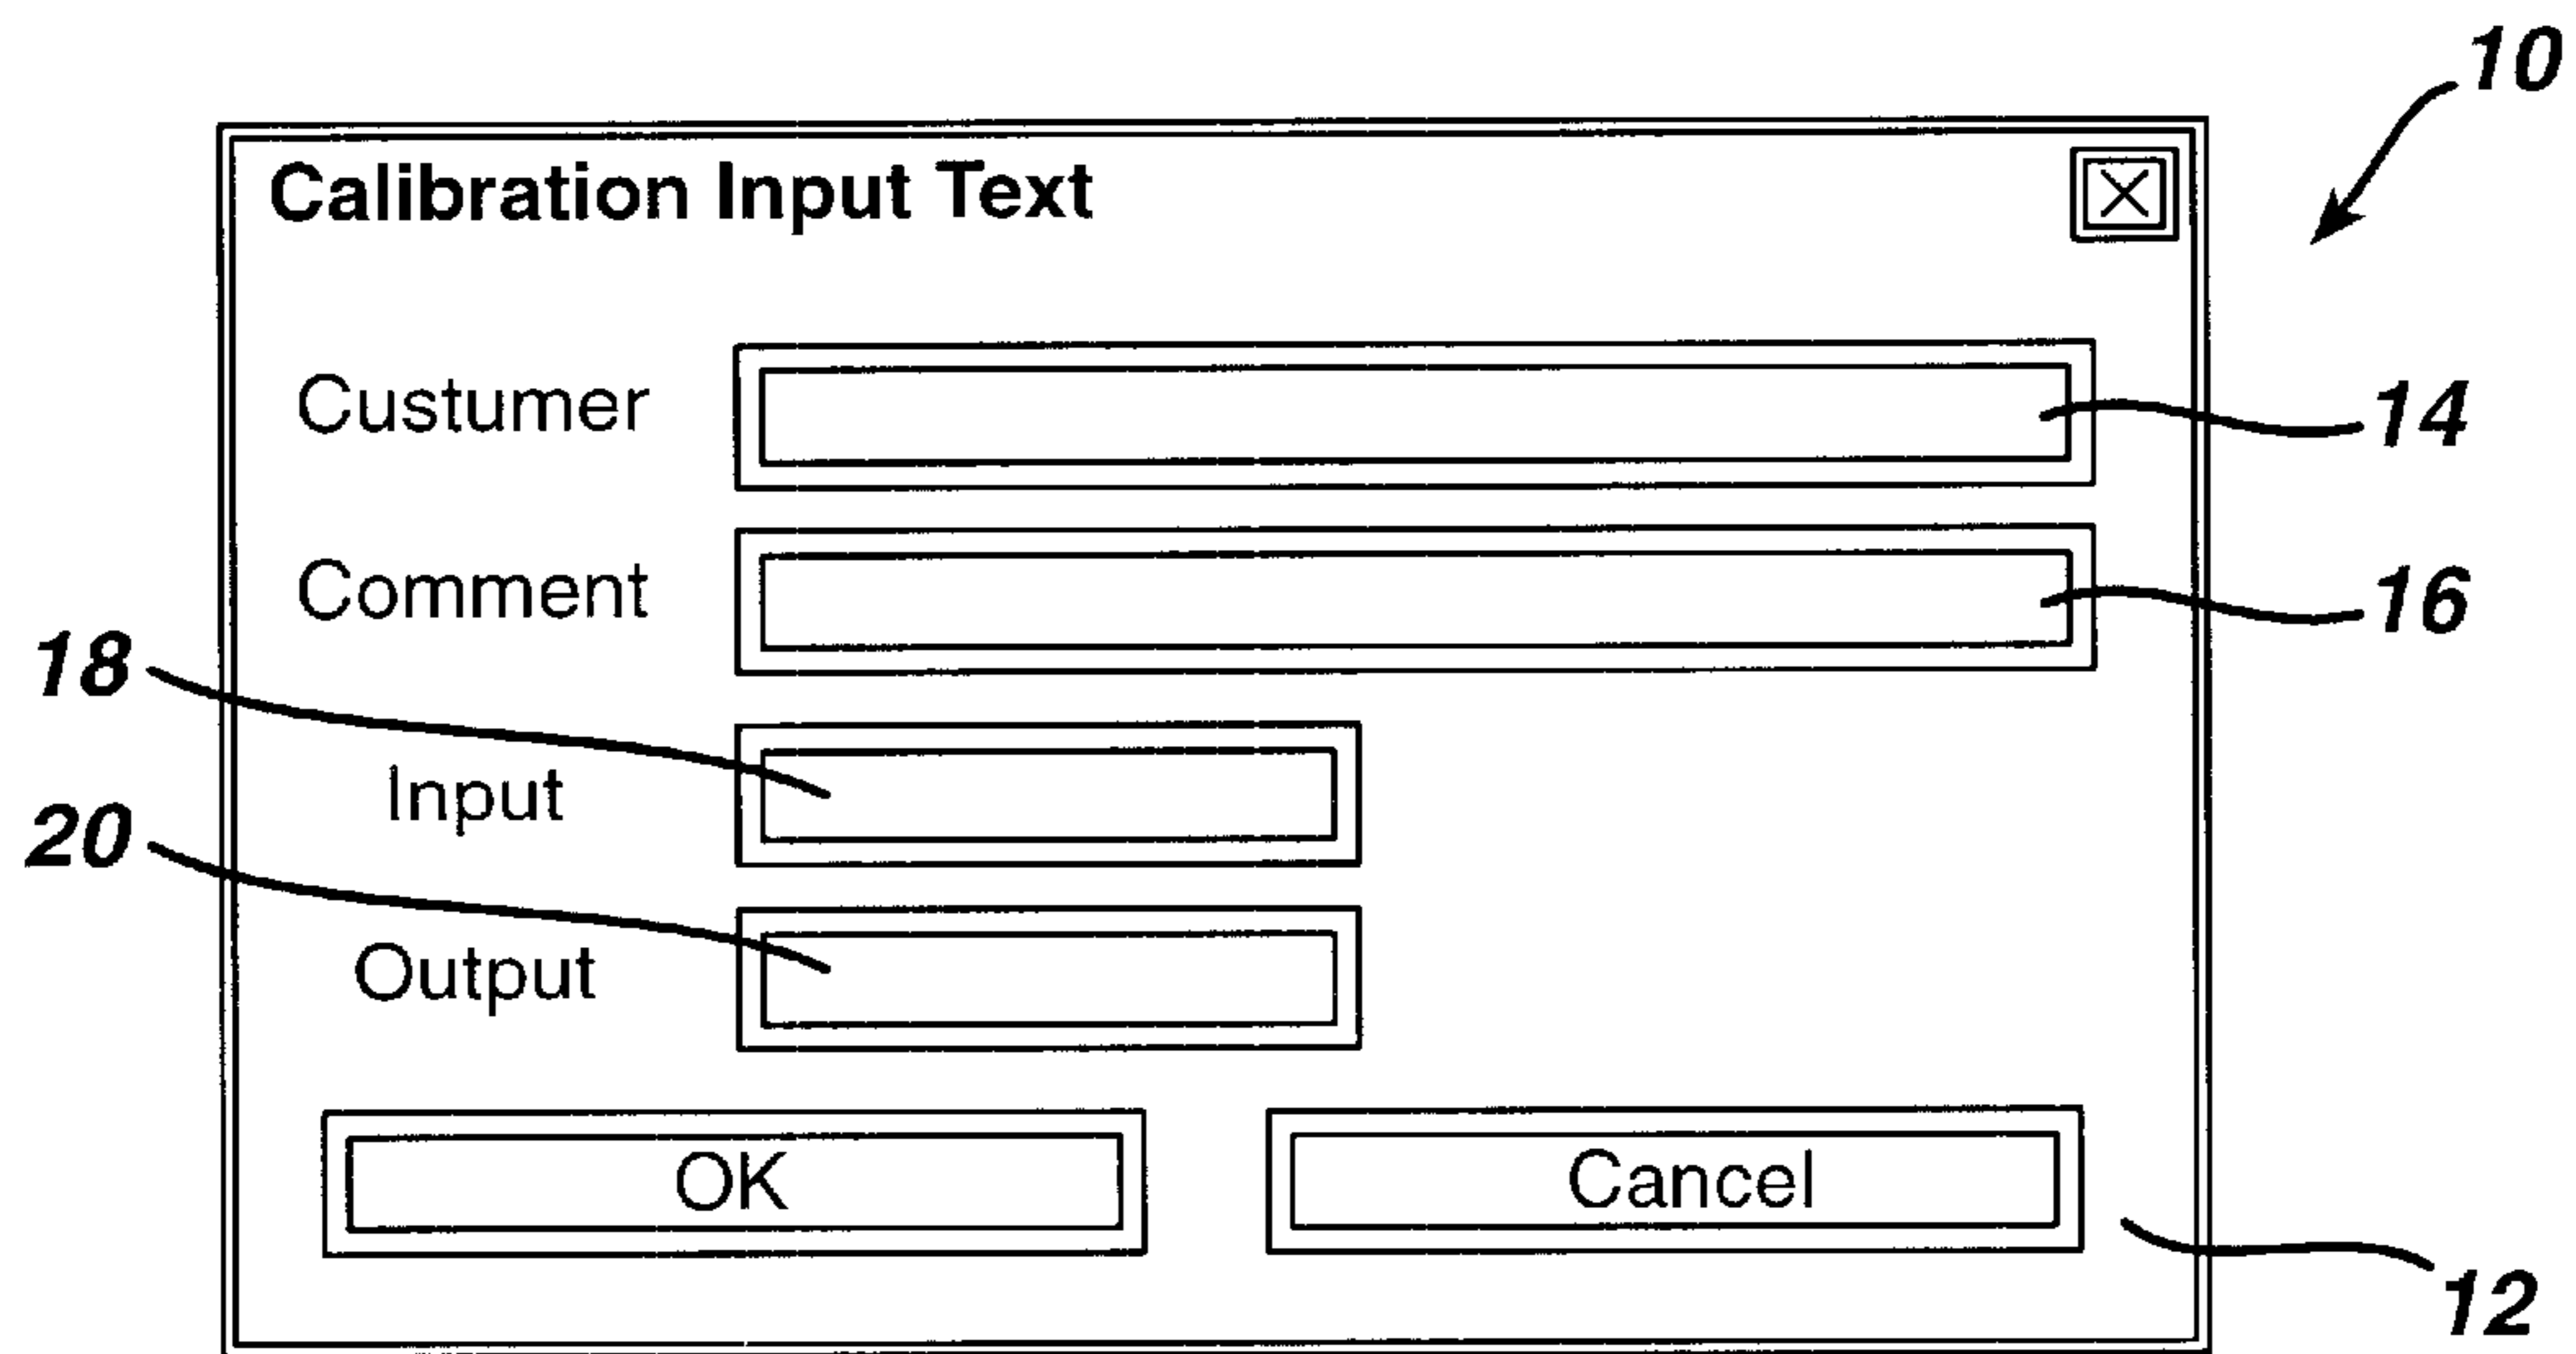 10
Calibration Input Text
Custumer
14
Comment
16
18
Input
20
Output
OK
Cancel
12